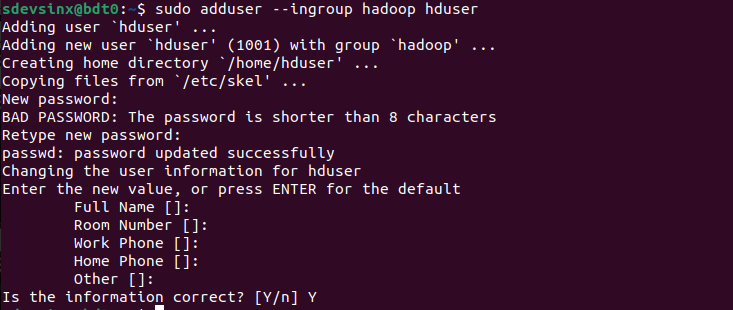 sdevsinx@bdt0:~$ sudo adduser --ingroup hadoop hduser
Adding user `hduser' ...
Adding new user `hduser' (1001) with group `hadoop' ...
Creating home directory `/home/hduser' ...
Copying files from `/etc/skel' ...
New password:
BAD PASSWORD: The password is shorter than 8 characters
Retype new password:
passwd: password updated successfully
Changing the user information for hduser
Enter the new value, or press ENTER for the default
Full Name []:
Room Number []:
Work Phone []:
Home Phone []:
Other []:
Is the information correct? [Y/n] Y